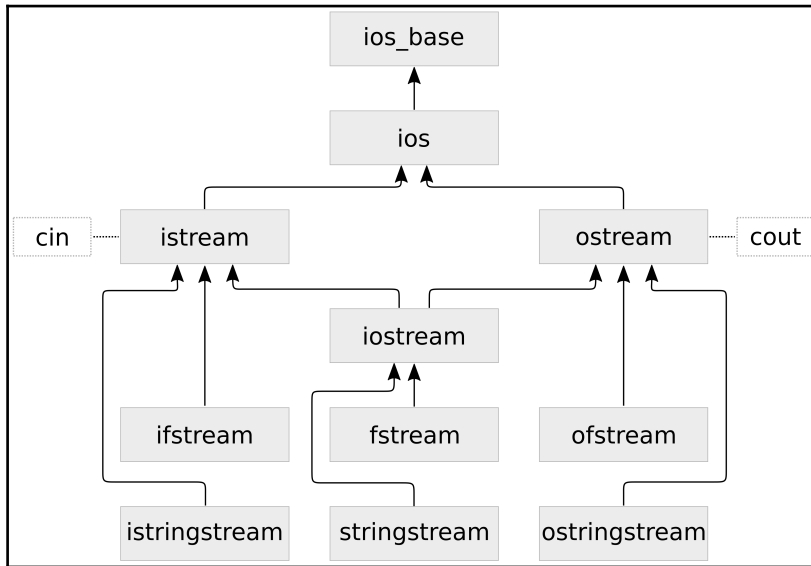 ios_base
ios
cin
istream
ostream
cout
iostream
ifstream
fstream
ofstream
istringstream
stringstream
ostringstream